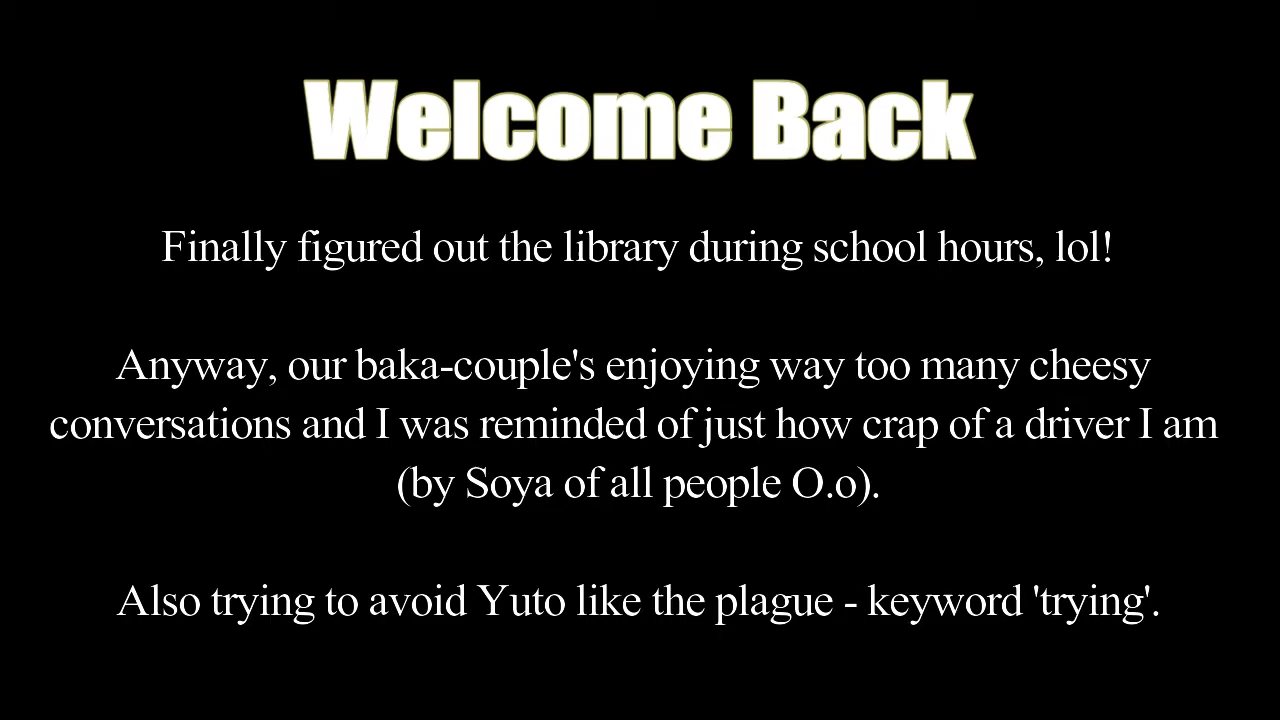 Welcome Back
Finally figured out the library during school hours, lol!
Anyway, our baka-couple's enjoying way too many cheesy
conversations and I was reminded of just how crap of a driver I am
(by Soya of all people O.o).
Also trying to avoid Yuto like the plague - keyword 'trying'.